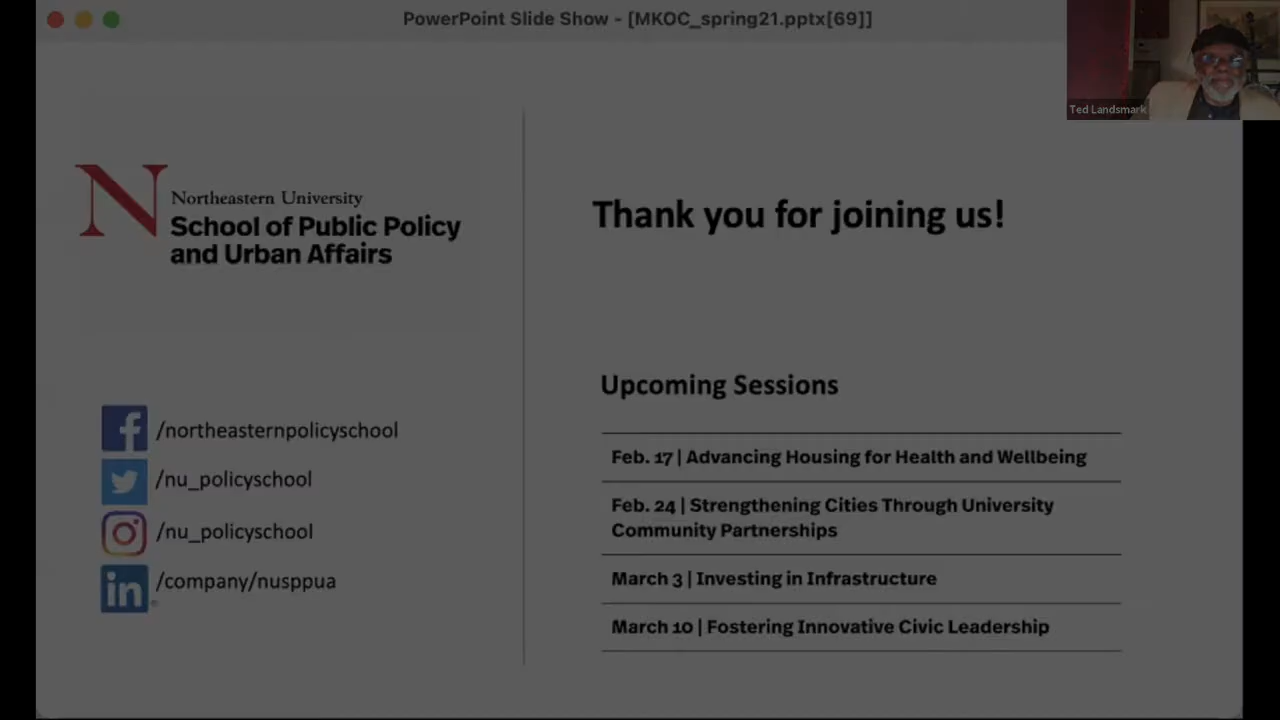 PowerPoint Slide Show - [MKOC_spring21.pptx[69]]
Ted Landsmark
Northeastern University
School of Public Policy
and Urban Affairs
Thank you for joining us!
Upcoming Sessions
/northeasternpolicyschool
/nu_policyschool
/nu_policyschool
in
/company/nusppua
Feb. 17 | Advancing Housing for Health and Wellbeing
Feb. 24 | Strengthening Cities Through University
Community Partnerships
March 3 | Investing in Infrastructure
March 10 | Fostering Innovative Civic Leadership